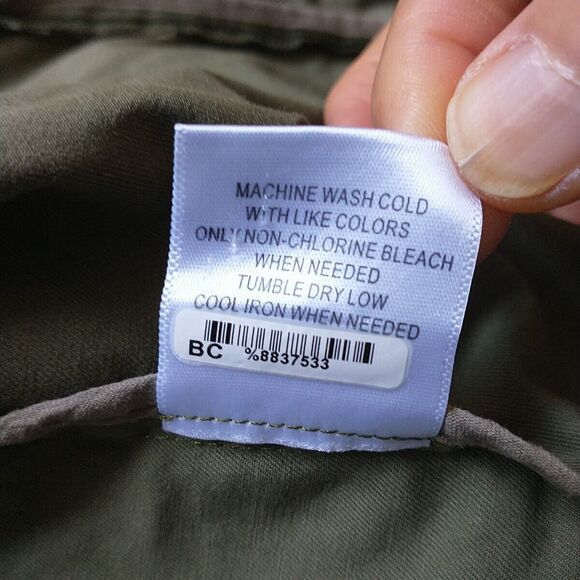 MACHINE WASH COLD
WITH LIKE COLORS
ONLY NON-CHLORINE BLEACH
WHEN NEEDED
TUMBLE DRY LOW
COOL IRON WHEN NEEDED
BC %8837533